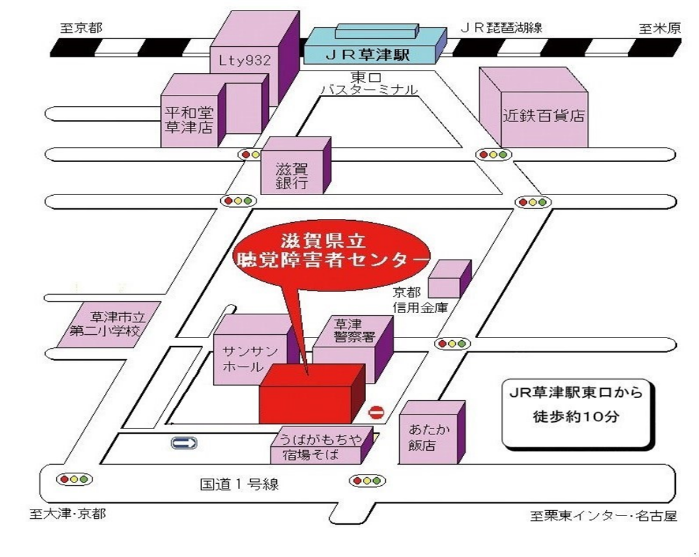 至京都
JR琵琶湖線
至米原
Lty932
JR草津駅
東口
バスターミナル
平和堂
草津店
近鉄百貨店
滋賀
銀行
滋賀県立
聴覚障害者センター
京都
信用金庫
草津市立
第二小学校
サンサン
ホール
草津
警察署
JR草津駅東口から
徒歩約10分
あたか
飯店
うばがもちや
宿場そば
国道1号線
至大津・京都
至栗東インター・名古屋